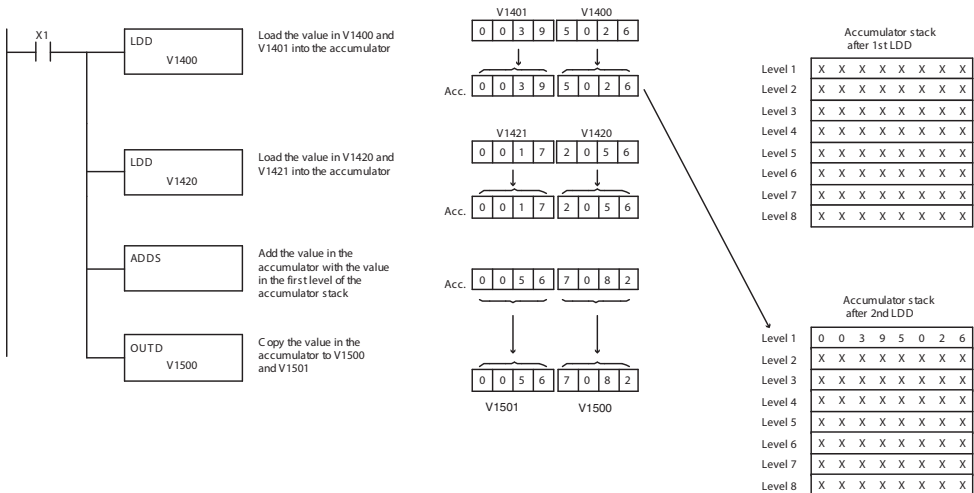 X1
LDD
V1400
Load the value in V1400 and
V1401 into the accumulator
LDD
V1420
Load the value in V1420 and
V1421 into the accumulator
ADDS
Add the value in the
accumulator with the value
in the first level of the
accumulator stack
OUTD
V1500
Copy the value in the
accumulator to V1500
and V1501
V1401 V1400
0 0 3 9 5 0 2 6
Acc. 0 0 3 9 5 0 2 6
V1421 V1420
0 0 1 7 2 0 5 6
Acc. 0 0 1 7 2 0 5 6
Acc. 0 0 5 6 7 0 8 2
0 0 5 6 7 0 8 2
V1501 V1500
Accumulator stack
after 1st LDD
Level 1 X X X X X X X X
Level 2 X X X X X X X X
Level 3 X X X X X X X X
Level 4 X X X X X X X X
Level 5 X X X X X X X X
Level 6 X X X X X X X X
Level 7 X X X X X X X X
Level 8 X X X X X X X X
Accumulator stack
after 2nd LDD
Level 1 0 0 3 9 5 0 2 6
Level 2 X X X X X X X X
Level 3 X X X X X X X X
Level 4 X X X X X X X X
Level 5 X X X X X X X X
Level 6 X X X X X X X X
Level 7 X X X X X X X X
Level 8 X X X X X X X X